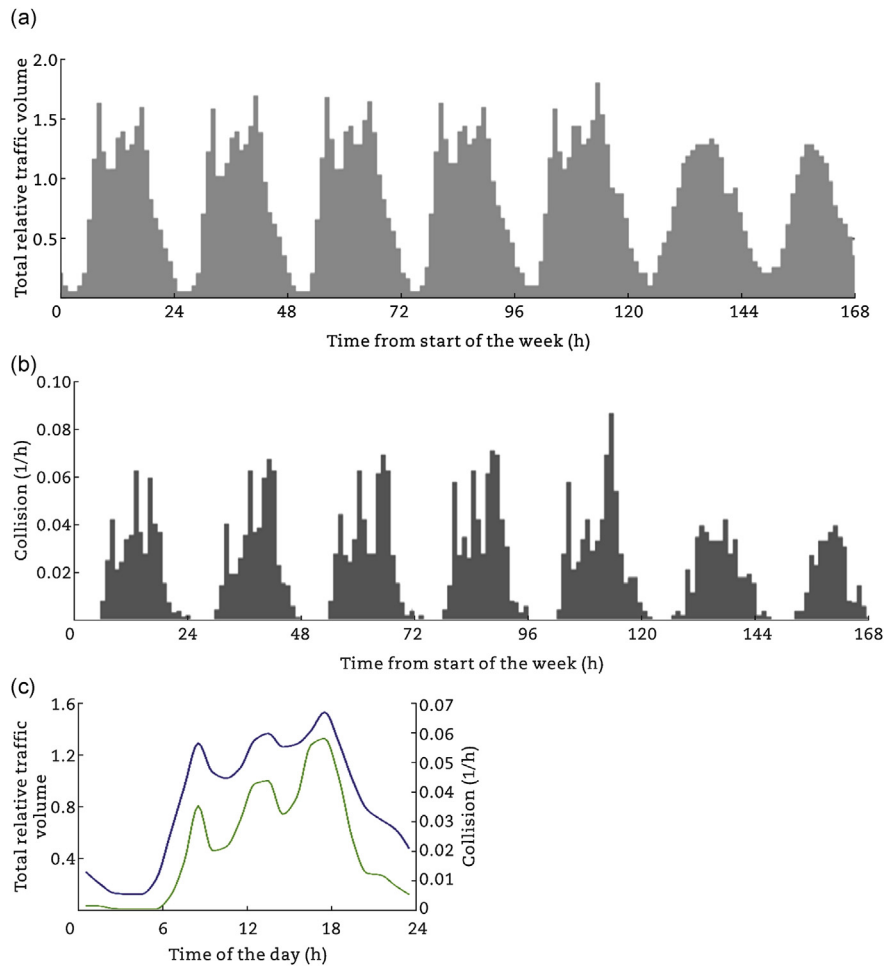 (a)
Total relative traffic volume
2.0
1.5
1.0
0.5
0 24 48 72 96 120 144 168
Time from start of the week (h)
(b)
Collision (1/h)
0.10
0.08
0.06
0.04
0.02
0 24 48 72 96 120 144 168
Time from start of the week (h)
(c)
Total relative traffic
volume
1.6
1.2
0.8
0.4
0.07
0.06
0.05
0.04
0.03
0.02
0.01
0
Collision (1/h)
0 6 12 18 24
Time of the day (h)